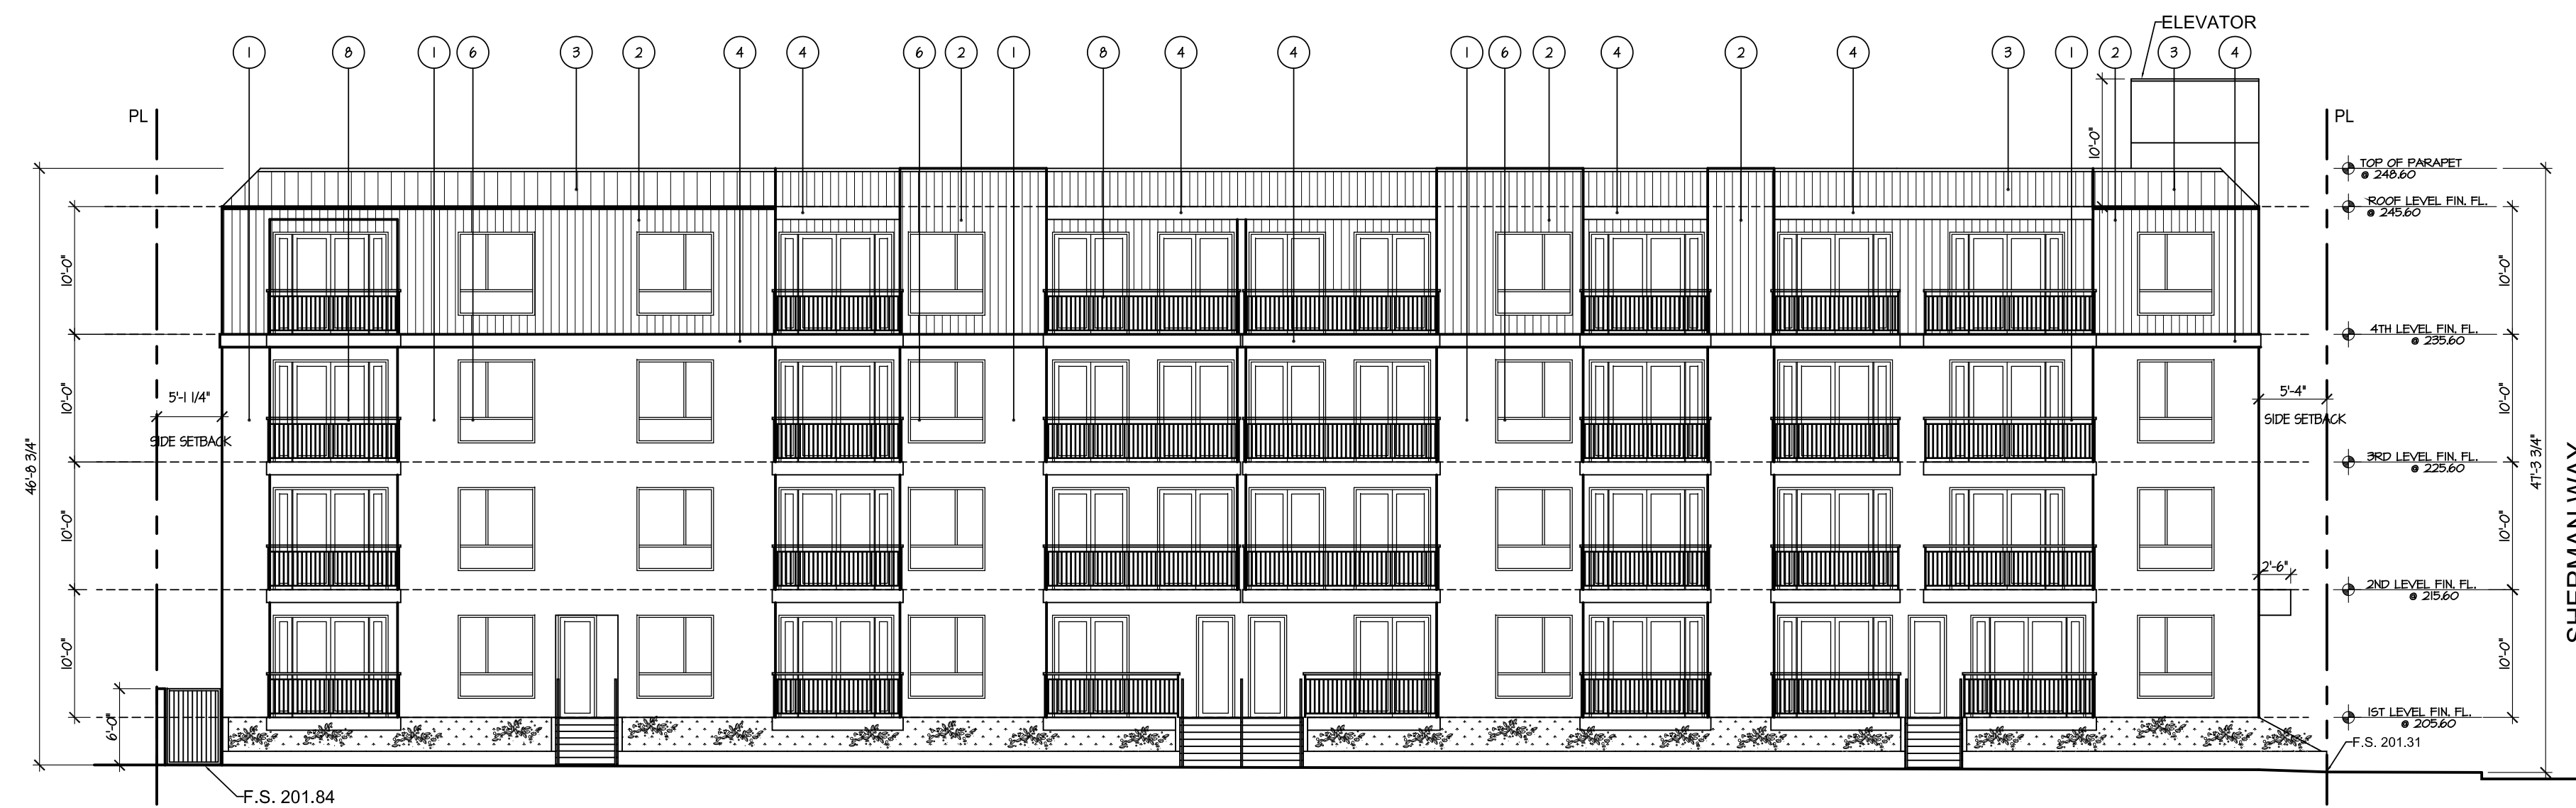 ELEVATOR
1 8 1 6 3 2 4 4 6 2 1 8 4 4 1 6 2 4 2 4 3 1 2 3 4
PL
PL
10'-0"
TOP OF PARAPET
@ 248.60
ROOF LEVEL FIN. FL.
@ 245.60
10'-0"
10'-0"
4TH LEVEL FIN. FL.
@ 235.60
5'-1 1/4"
SIDE SETBACK
10'-0"
5'-4"
SIDE SETBACK
10'-0"
46'-8 3/4"
47'-3 3/4"
3RD LEVEL FIN. FL.
@ 225.60
10'-0"
10'-0"
SHERMAN WAY
2'-6"
2ND LEVEL FIN. FL.
@ 215.60
10'-0"
10'-0"
6'-0"
1ST LEVEL FIN. FL.
@ 205.60
F.S. 201.31
F.S. 201.84